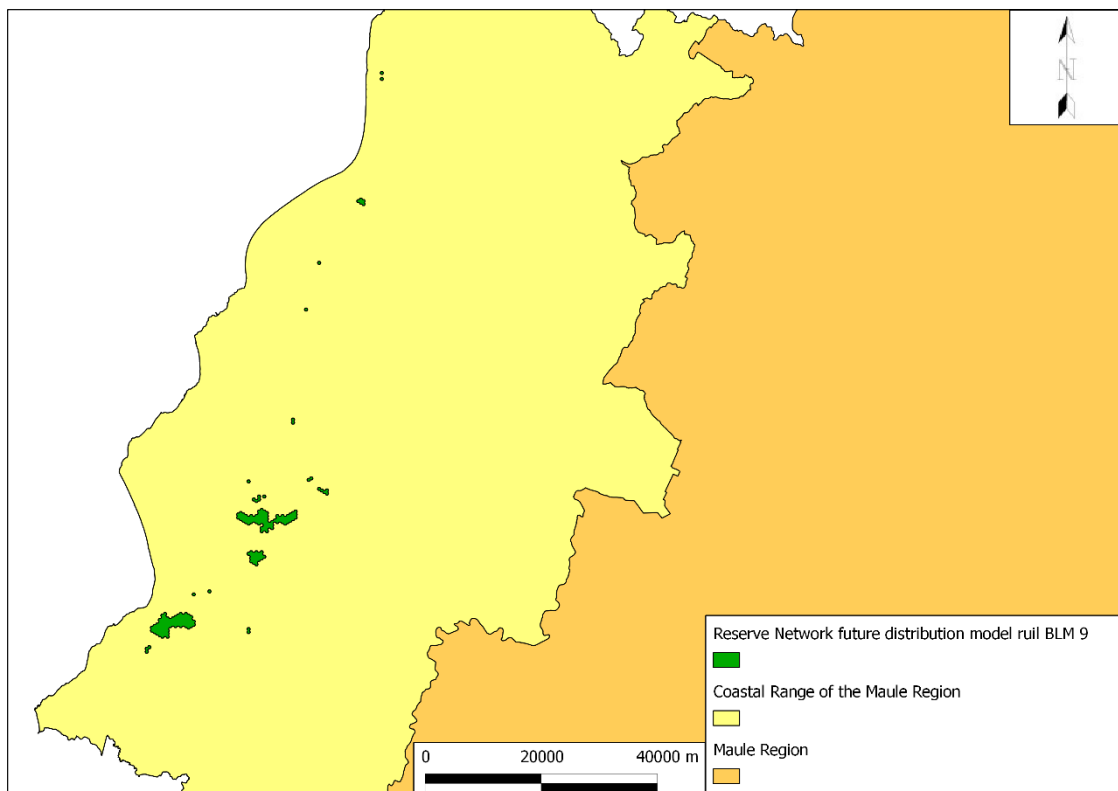 N
Reserve Network future distribution model ruil BLM 9
Coastal Range of the Maule Region
Maule Region
0 20000 40000 m